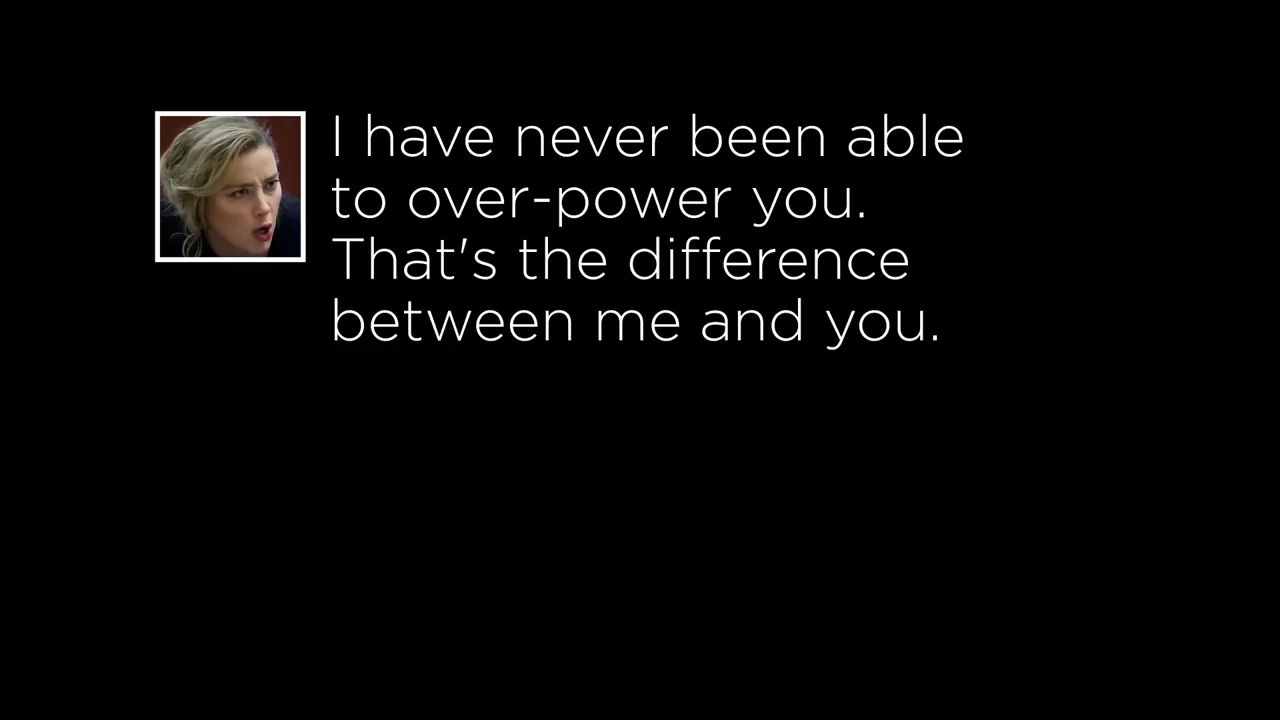 I have never been able
to over-power you.
That's the difference
between me and you.